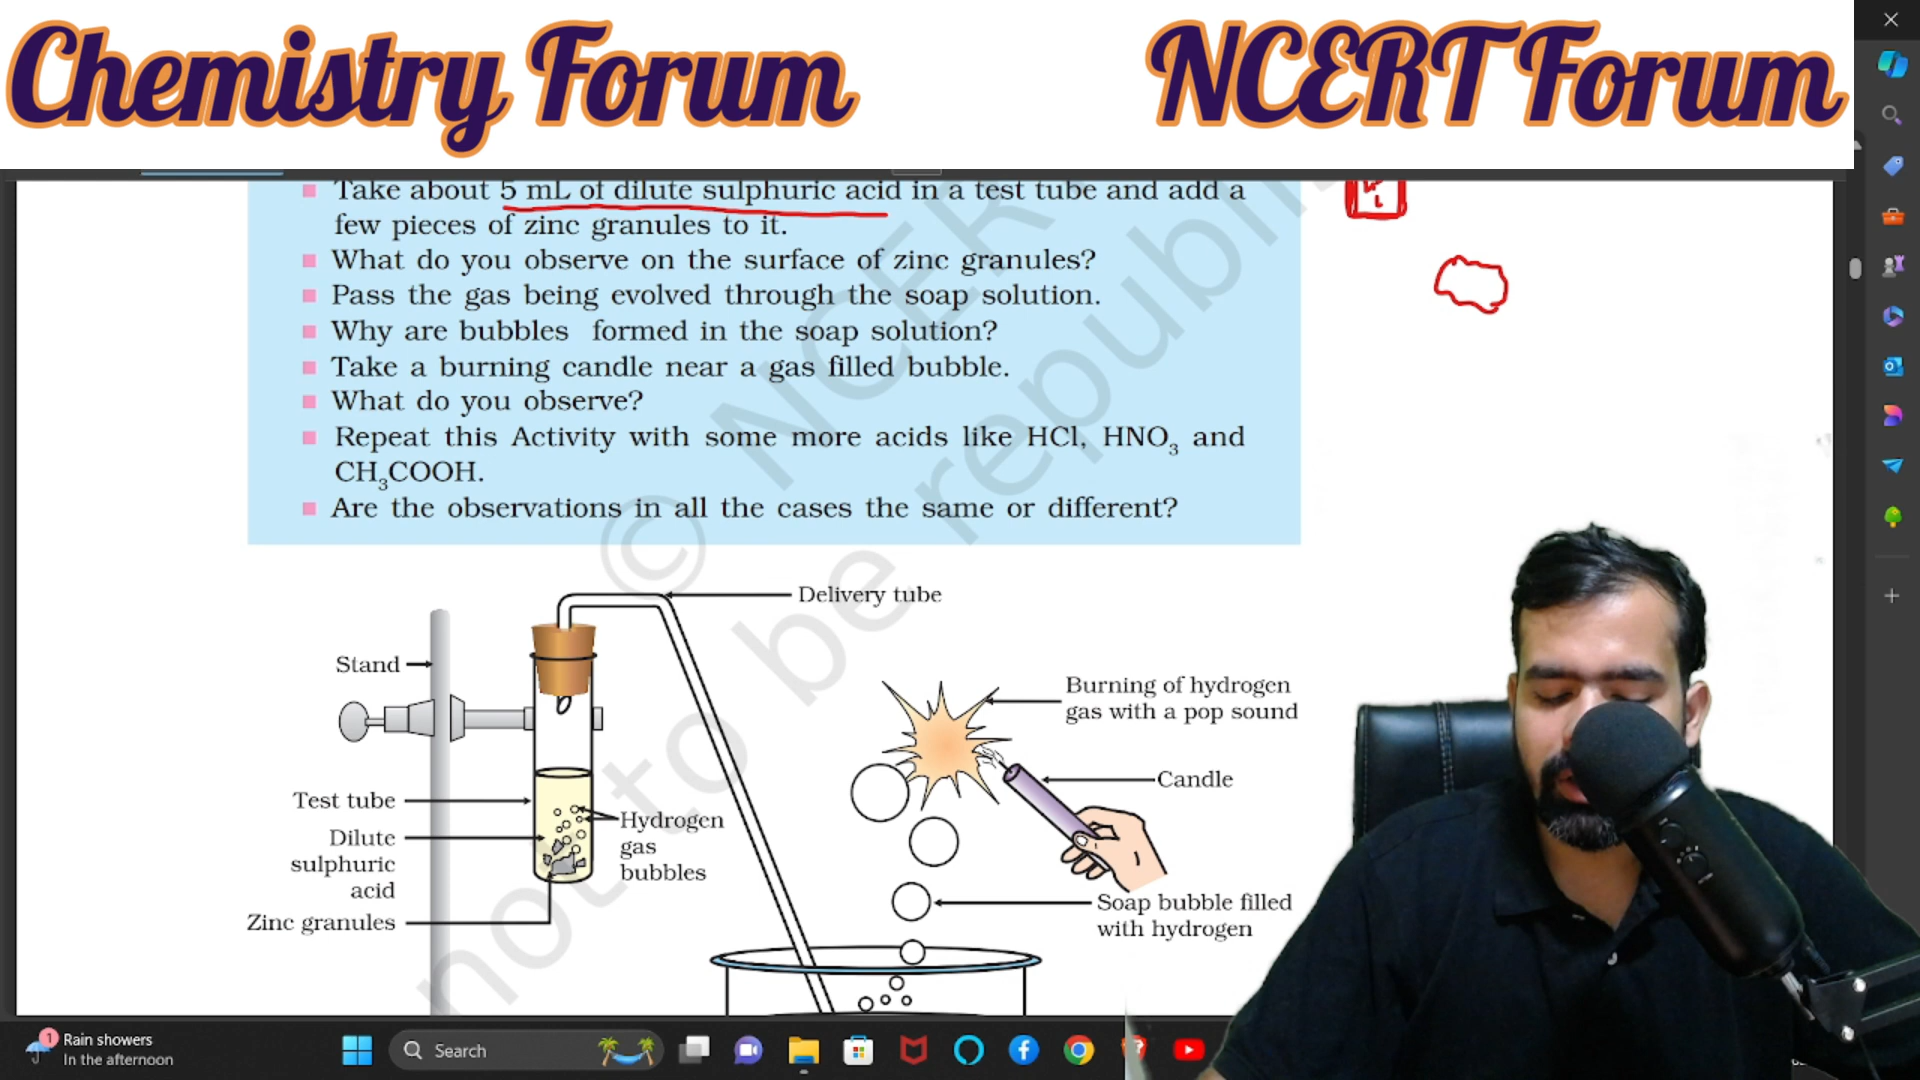 Chemistry Forum
NCERT Forum
Take about 5 mL of dilute sulphuric acid in a test tube and add a
few pieces of zinc granules to it.
What do you observe on the surface of zinc granules?
Pass the gas being evolved through the soap solution.
Why are bubbles formed in the soap solution?
Take a burning candle near a gas filled bubble.
What do you observe?
Repeat this Activity with some more acids like HCl, HNO₃ and
CH₃COOH.
Are the observations in all the cases the same or different?
Delivery tube
Stand
Burning of hydrogen
gas with a pop sound
Candle
Test tube
Hydrogen
gas
bubbles
Dilute
sulphuric
acid
Zinc granules
Soap bubble filled
with hydrogen
© NCERT
not to be republi
1
Rain showers
In the afternoon
Search